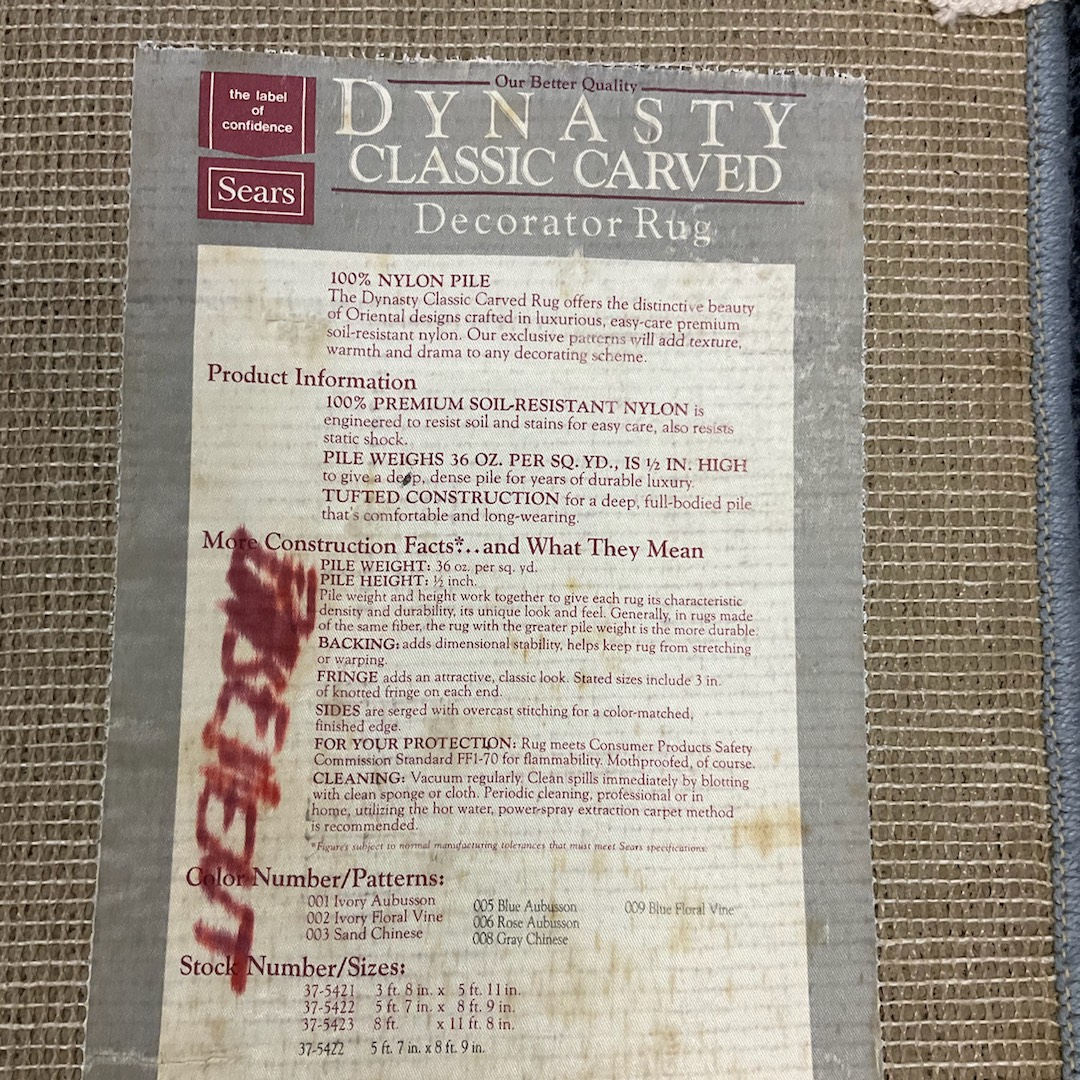 the label
of
confidence
Sears
Our Better Quality
DYNASTY
CLASSIC CARVED
Decorator Rug
100% NYLON PILE
The Dynasty Classic Carved Rug offers the distinctive beauty
of Oriental designs crafted in luxurious, easy-care premium
soil-resistant nylon. Our exclusive patterns will add texture,
warmth and drama to any decorating scheme.
Product Information
100% PREMIUM SOIL-RESISTANT NYLON is
engineered to resist soil and stains for easy care, also resists
static shock.
PILE WEIGHS 36 OZ. PER SQ. YD., IS ½ IN. HIGH
to give a deep, dense pile for years of durable luxury.
TUFTED CONSTRUCTION for a deep, full-bodied pile
that's comfortable and long-wearing.
More Construction Facts*...and What They Mean
PILE WEIGHT: 36 oz. per sq. yd.
PILE HEIGHT: ½ inch.
Pile weight and height work together to give each rug its characteristic
density and durability, its unique look and feel. Generally, in rugs made
of the same fiber, the rug with the greater pile weight is the more durable.
BACKING: adds dimensional stability, helps keep rug from stretching
or warping.
FRINGE adds an attractive, classic look. Stated sizes include 3 in.
of knotted fringe on each end.
SIDES are serged with overcast stitching for a color-matched,
finished edge.
FOR YOUR PROTECTION: Rug meets Consumer Products Safety
Commission Standard FF1-70 for flammability. Mothproofed, of course.
CLEANING: Vacuum regularly. Clean spills immediately by blotting
with clean sponge or cloth. Periodic cleaning, professional or in
home, utilizing the hot water, power-spray extraction carpet method
is recommended.
*Figures subject to normal manufacturing tolerances that must meet Sears specifications.
BASEMENT
Color Number/Patterns:
001 Ivory Aubusson
002 Ivory Floral Vine
003 Sand Chinese
005 Blue Aubusson
006 Rose Aubusson
008 Gray Chinese
009 Blue Floral Vine
Stock Number/Sizes:
37-5421 3 ft. 8 in. x 5 ft. 11 in.
37-5422 5 ft. 7 in. x 8 ft. 9 in.
37-5423 8 ft. x 11 ft. 8 in.
37-5422 5 ft. 7 in. x 8 ft. 9 in.